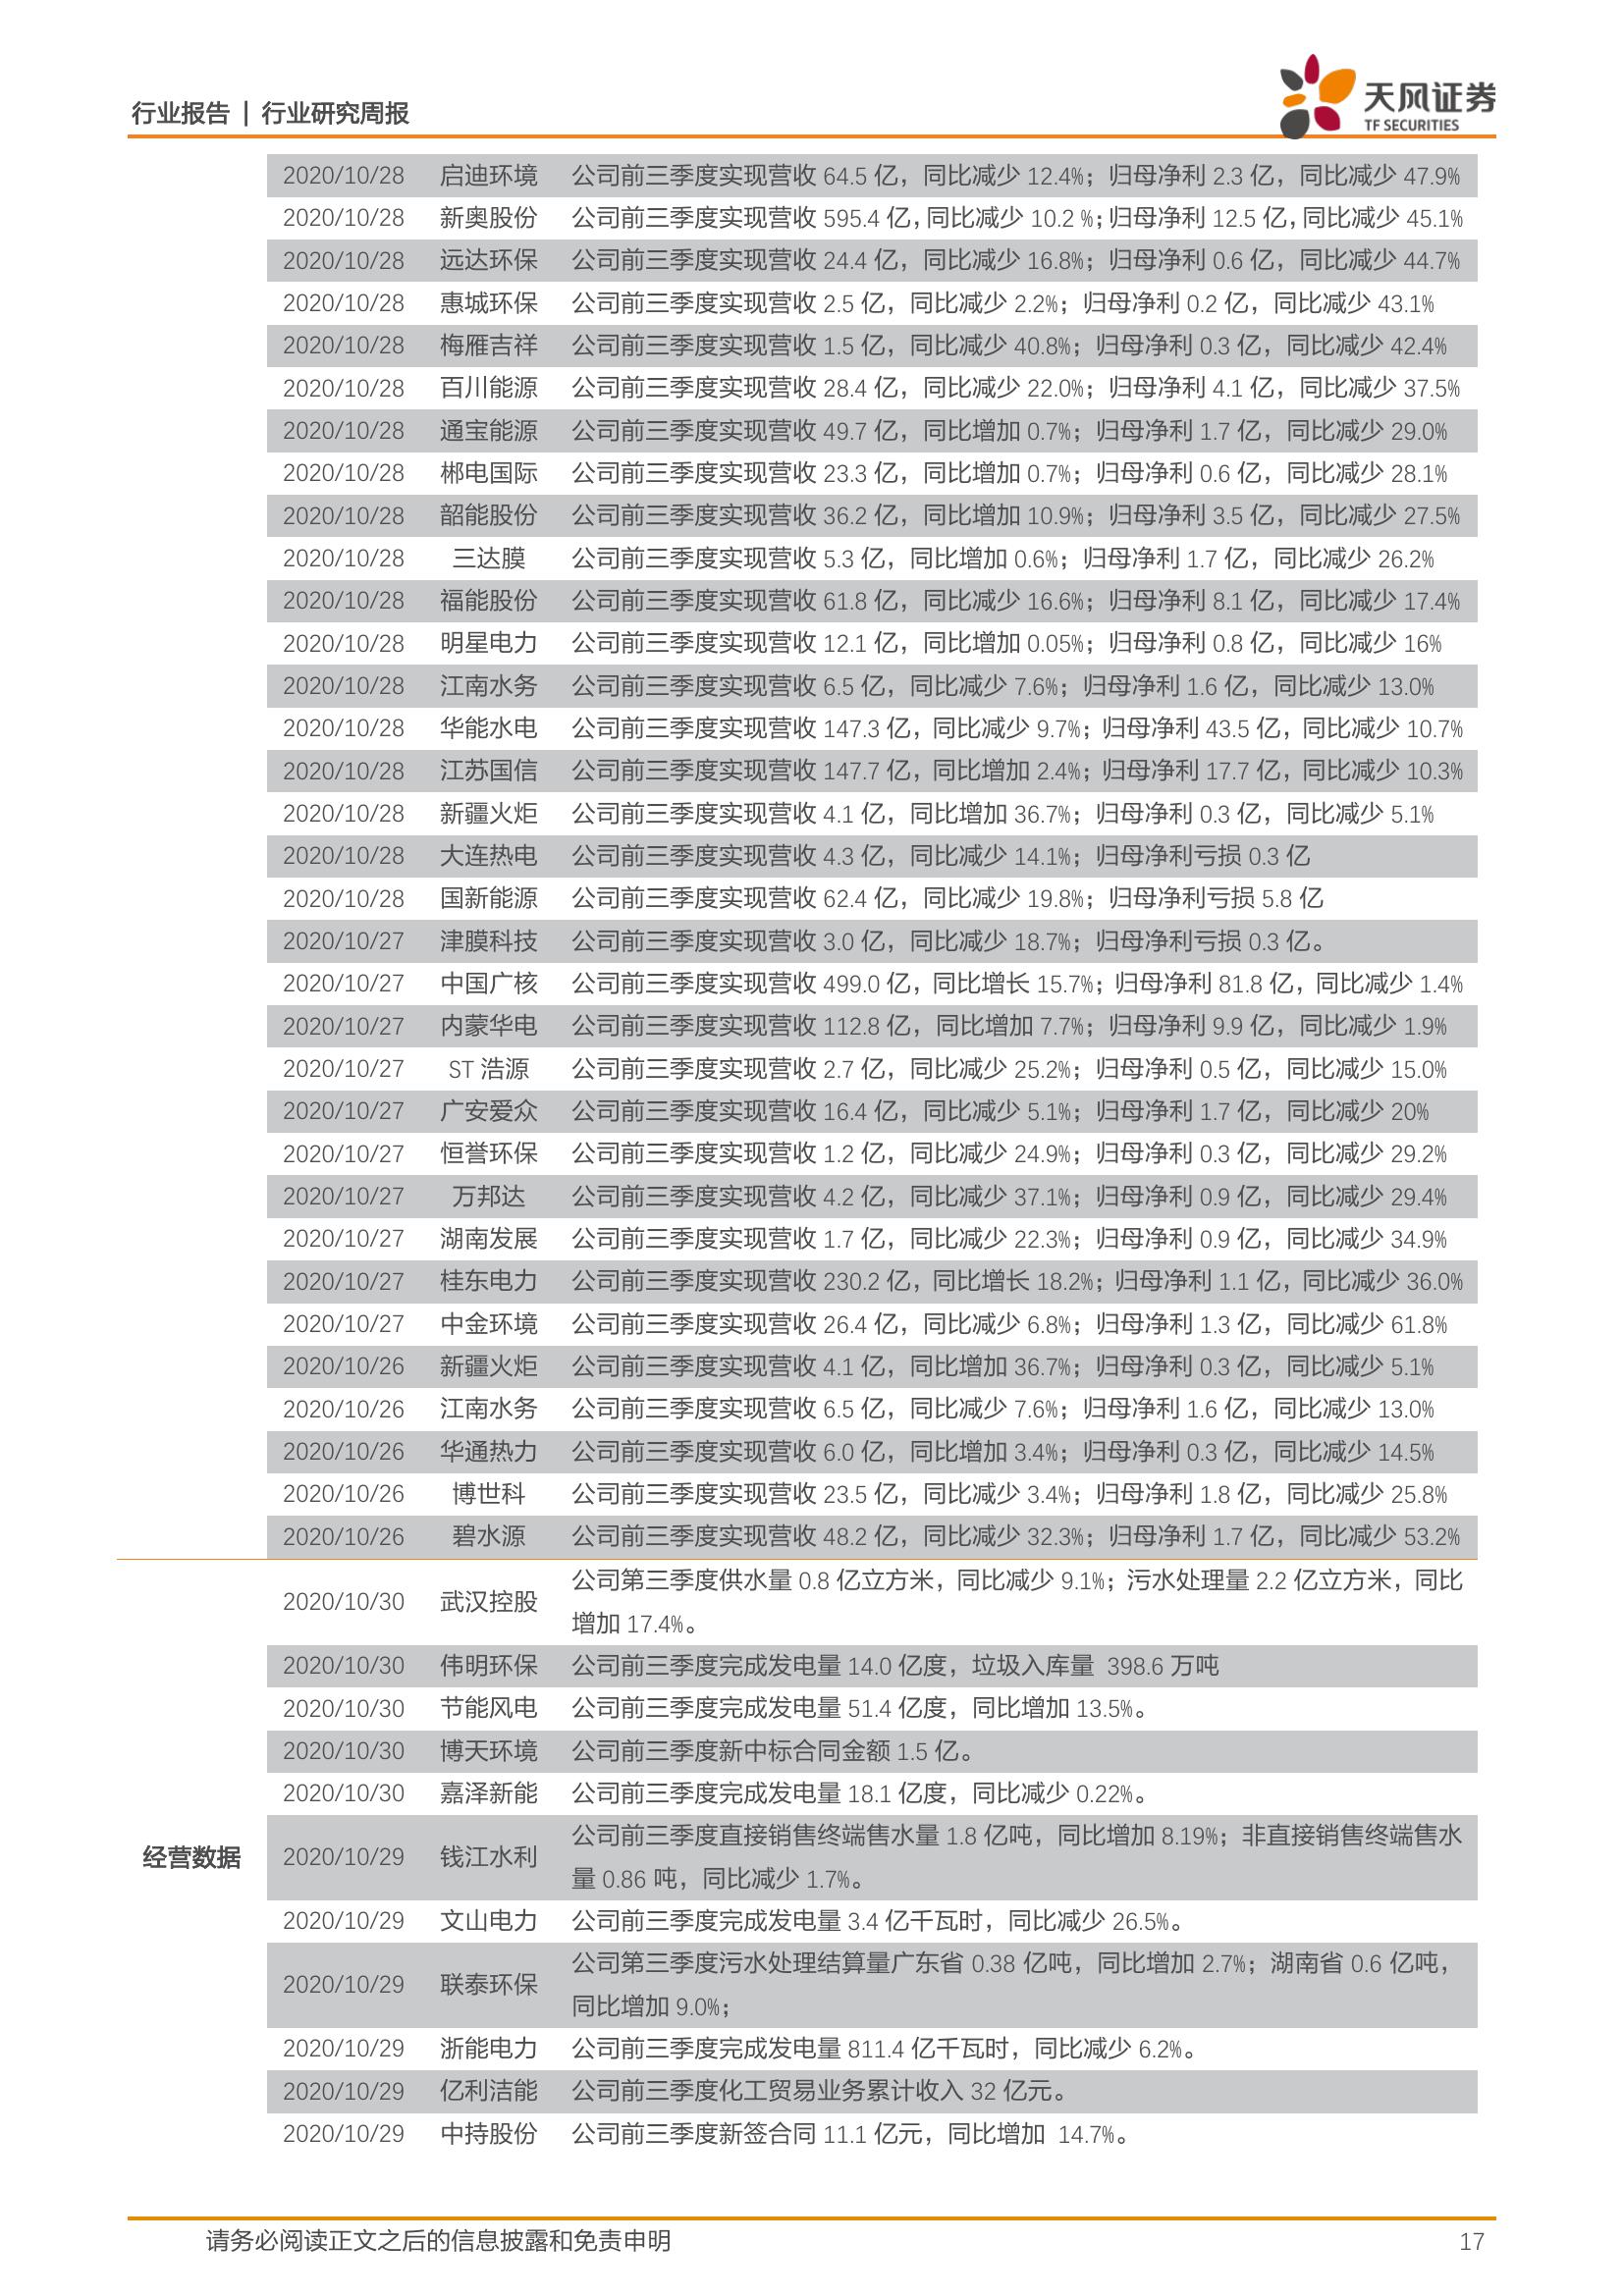 行业报告 | 行业研究周报
天风证券
TF SECURITIES
2020/10/28 启迪环境 公司前三季度实现营收 64.5 亿，同比减少 12.4%；归母净利 2.3 亿，同比减少 47.9%
2020/10/28 新奥股份 公司前三季度实现营收 595.4 亿，同比减少 10.2 %；归母净利 12.5 亿，同比减少 45.1%
2020/10/28 远达环保 公司前三季度实现营收 24.4 亿，同比减少 16.8%；归母净利 0.6 亿，同比减少 44.7%
2020/10/28 惠城环保 公司前三季度实现营收 2.5 亿，同比减少 2.2%；归母净利 0.2 亿，同比减少 43.1%
2020/10/28 梅雁吉祥 公司前三季度实现营收 1.5 亿，同比减少 40.8%；归母净利 0.3 亿，同比减少 42.4%
2020/10/28 百川能源 公司前三季度实现营收 28.4 亿，同比减少 22.0%；归母净利 4.1 亿，同比减少 37.5%
2020/10/28 通宝能源 公司前三季度实现营收 49.7 亿，同比增加 0.7%；归母净利 1.7 亿，同比减少 29.0%
2020/10/28 郴电国际 公司前三季度实现营收 23.3 亿，同比增加 0.7%；归母净利 0.6 亿，同比减少 28.1%
2020/10/28 韶能股份 公司前三季度实现营收 36.2 亿，同比增加 10.9%；归母净利 3.5 亿，同比减少 27.5%
2020/10/28 三达膜 公司前三季度实现营收 5.3 亿，同比增加 0.6%；归母净利 1.7 亿，同比减少 26.2%
2020/10/28 福能股份 公司前三季度实现营收 61.8 亿，同比减少 16.6%；归母净利 8.1 亿，同比减少 17.4%
2020/10/28 明星电力 公司前三季度实现营收 12.1 亿，同比增加 0.05%；归母净利 0.8 亿，同比减少 16%
2020/10/28 江南水务 公司前三季度实现营收 6.5 亿，同比减少 7.6%；归母净利 1.6 亿，同比减少 13.0%
2020/10/28 华能水电 公司前三季度实现营收 147.3 亿，同比减少 9.7%；归母净利 43.5 亿，同比减少 10.7%
2020/10/28 江苏国信 公司前三季度实现营收 147.7 亿，同比增加 2.4%；归母净利 17.7 亿，同比减少 10.3%
2020/10/28 新疆火炬 公司前三季度实现营收 4.1 亿，同比增加 36.7%；归母净利 0.3 亿，同比减少 5.1%
2020/10/28 大连热电 公司前三季度实现营收 4.3 亿，同比减少 14.1%；归母净利亏损 0.3 亿
2020/10/28 国新能源 公司前三季度实现营收 62.4 亿，同比减少 19.8%；归母净利亏损 5.8 亿
2020/10/27 津膜科技 公司前三季度实现营收 3.0 亿，同比减少 18.7%；归母净利亏损 0.3 亿。
2020/10/27 中国广核 公司前三季度实现营收 499.0 亿，同比增长 15.7%；归母净利 81.8 亿，同比减少 1.4%
2020/10/27 内蒙华电 公司前三季度实现营收 112.8 亿，同比增加 7.7%；归母净利 9.9 亿，同比减少 1.9%
2020/10/27 ST 浩源 公司前三季度实现营收 2.7 亿，同比减少 25.2%；归母净利 0.5 亿，同比减少 15.0%
2020/10/27 广安爱众 公司前三季度实现营收 16.4 亿，同比减少 5.1%；归母净利 1.7 亿，同比减少 20%
2020/10/27 恒誉环保 公司前三季度实现营收 1.2 亿，同比减少 24.9%；归母净利 0.3 亿，同比减少 29.2%
2020/10/27 万邦达 公司前三季度实现营收 4.2 亿，同比减少 37.1%；归母净利 0.9 亿，同比减少 29.4%
2020/10/27 湖南发展 公司前三季度实现营收 1.7 亿，同比减少 22.3%；归母净利 0.9 亿，同比减少 34.9%
2020/10/27 桂东电力 公司前三季度实现营收 230.2 亿，同比增长 18.2%；归母净利 1.1 亿，同比减少 36.0%
2020/10/27 中金环境 公司前三季度实现营收 26.4 亿，同比减少 6.8%；归母净利 1.3 亿，同比减少 61.8%
2020/10/26 新疆火炬 公司前三季度实现营收 4.1 亿，同比增加 36.7%；归母净利 0.3 亿，同比减少 5.1%
2020/10/26 江南水务 公司前三季度实现营收 6.5 亿，同比减少 7.6%；归母净利 1.6 亿，同比减少 13.0%
2020/10/26 华通热力 公司前三季度实现营收 6.0 亿，同比增加 3.4%；归母净利 0.3 亿，同比减少 14.5%
2020/10/26 博世科 公司前三季度实现营收 23.5 亿，同比减少 3.4%；归母净利 1.8 亿，同比减少 25.8%
2020/10/26 碧水源 公司前三季度实现营收 48.2 亿，同比减少 32.3%；归母净利 1.7 亿，同比减少 53.2%
经营数据
2020/10/30 武汉控股 公司第三季度供水量 0.8 亿立方米，同比减少 9.1%；污水处理量 2.2 亿立方米，同比
增加 17.4%。
2020/10/30 伟明环保 公司前三季度完成发电量 14.0 亿度，垃圾入库量 398.6 万吨
2020/10/30 节能风电 公司前三季度完成发电量 51.4 亿度，同比增加 13.5%。
2020/10/30 博天环境 公司前三季度新中标合同金额 1.5 亿。
2020/10/30 嘉泽新能 公司前三季度完成发电量 18.1 亿度，同比减少 0.22%。
2020/10/29 钱江水利 公司前三季度直接销售终端售水量 1.8 亿吨，同比增加 8.19%；非直接销售终端售水
量 0.86 吨，同比减少 1.7%。
2020/10/29 文山电力 公司前三季度完成发电量 3.4 亿千瓦时，同比减少 26.5%。
2020/10/29 联泰环保 公司第三季度污水处理结算量广东省 0.38 亿吨，同比增加 2.7%；湖南省 0.6 亿吨，
同比增加 9.0%；
2020/10/29 浙能电力 公司前三季度完成发电量 811.4 亿千瓦时，同比减少 6.2%。
2020/10/29 亿利洁能 公司前三季度化工贸易业务累计收入 32 亿元。
2020/10/29 中持股份 公司前三季度新签合同 11.1 亿元，同比增加 14.7%。
请务必阅读正文之后的信息披露和免责申明
17